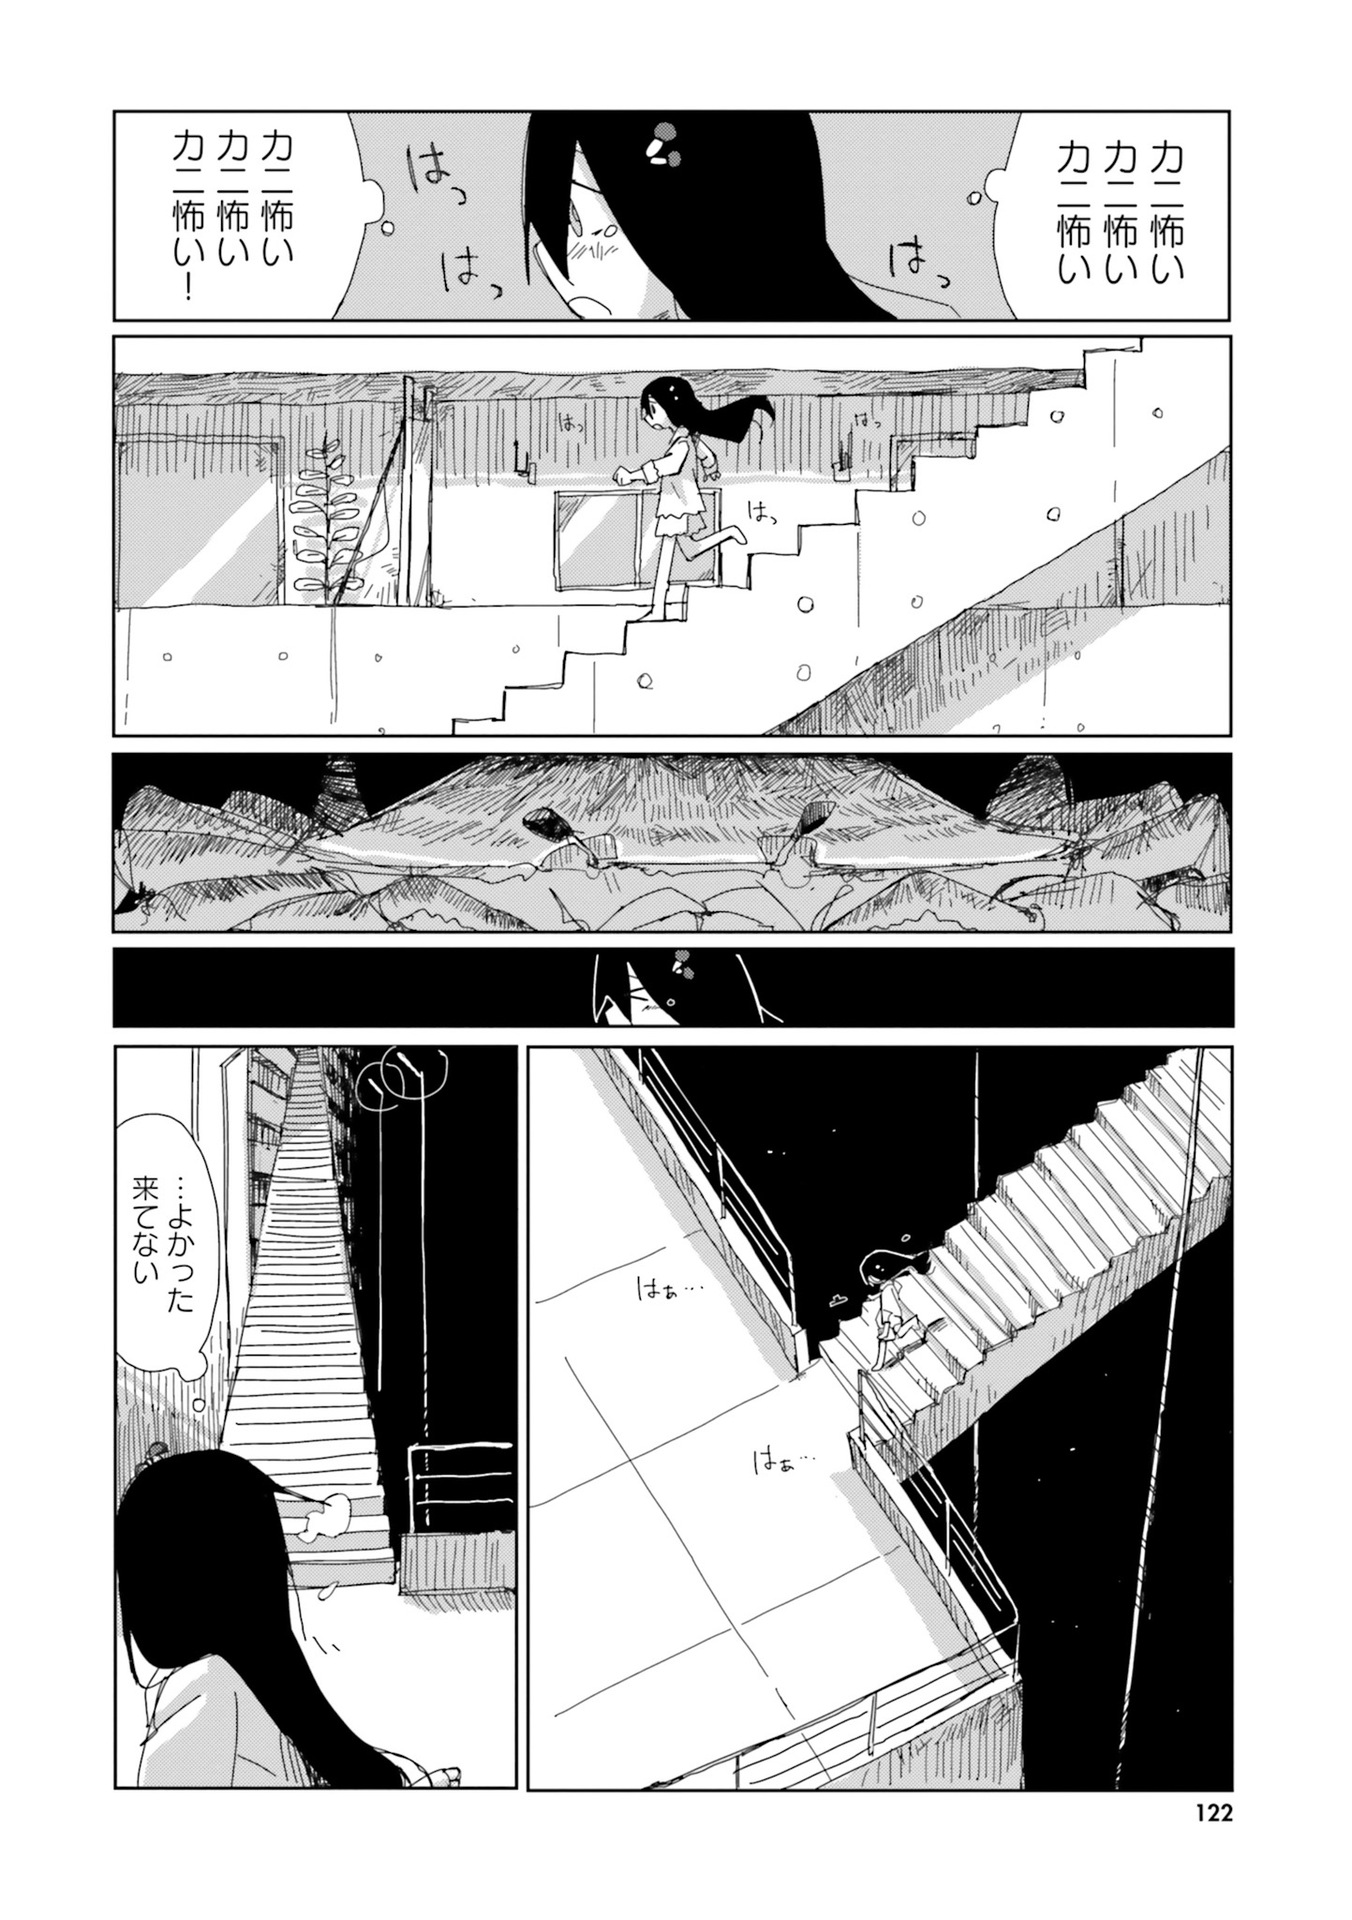 カニ怖い
カニ怖い
カニ怖い
はっ
はっ
はっ
カニ怖い
カニ怖い
カニ怖い！
はっ
はっ
はっ
はぁ…
はぁ…
…よかった
来てない
122